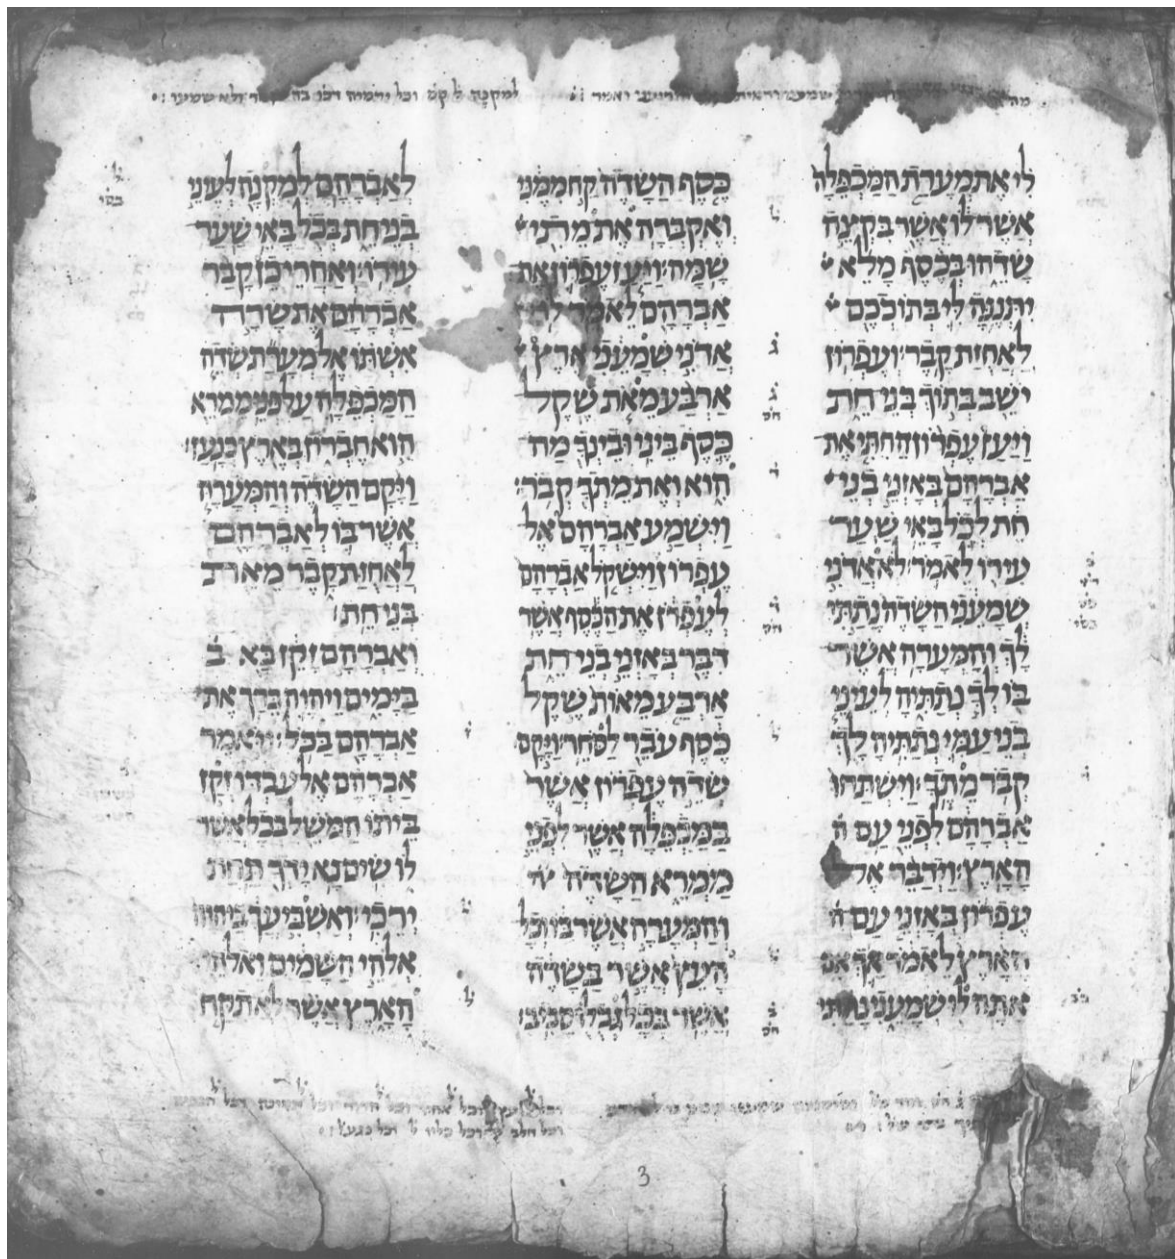 לי את מערת המכפלה
אשר לו אשר בקצה
שדהו בכסף מלא
יתננה לי בתוככם
לאחזת קבר׃ ועפרון
ישב בתוך בני חת
ויען עפרון החתי את
אברהם באזני בני
חת לכל באי שער
עירו לאמר׃ לא אדני
שמעני השדה נתתי
לך והמערה אשר
בו לך נתתיה לעיני
בני עמי נתתיה לך
קבר מתך׃ וישתחו
אברהם לפני עם ה
הארץ׃ וידבר אל
עפרון באזני עם ה
הארץ לאמר אך אם
אתה לו שמעני נתתי
כסף השדה קח ממני
ואקברה את מתי
שמה׃ ויען עפרון את
אברהם לאמר לו׃
אדני שמעני ארץ
ארבע מאת שקל
כסף ביני ובינך מה
הוא ואת מתך קבר׃
וישמע אברהם אל
עפרון וישקל אברהם
לעפרן את הכסף אשר
דבר באזני בני חת
ארבע מאות שקל
כסף עבר לסחר׃ ויקם
שדה עפרון אשר
במכפלה אשר לפני
ממרא השדה
והמערה אשר בו וכל
העץ אשר בשדה
אשר בכל גבלו סביב׃
לאברהם למקנה לעיני
בני חת בכל באי שער
עירו׃ ואחרי כן קבר
אברהם את שרה
אשתו אל מערת שדה
המכפלה על פני ממרא
הוא חברון בארץ כנען׃
ויקם השדה והמערה
אשר בו לאברהם
לאחזת קבר מאת
בני חת׃
ואברהם זקן בא ב
בימים ויהוה ברך את
אברהם בכל׃ ויאמר
אברהם אל עבדו זקן
ביתו המשל בכל אשר
לו שים נא ידך תחת
ירכי׃ ואשביעך ביהוה
אלהי השמים ואלהי
הארץ אשר לא תקח
3